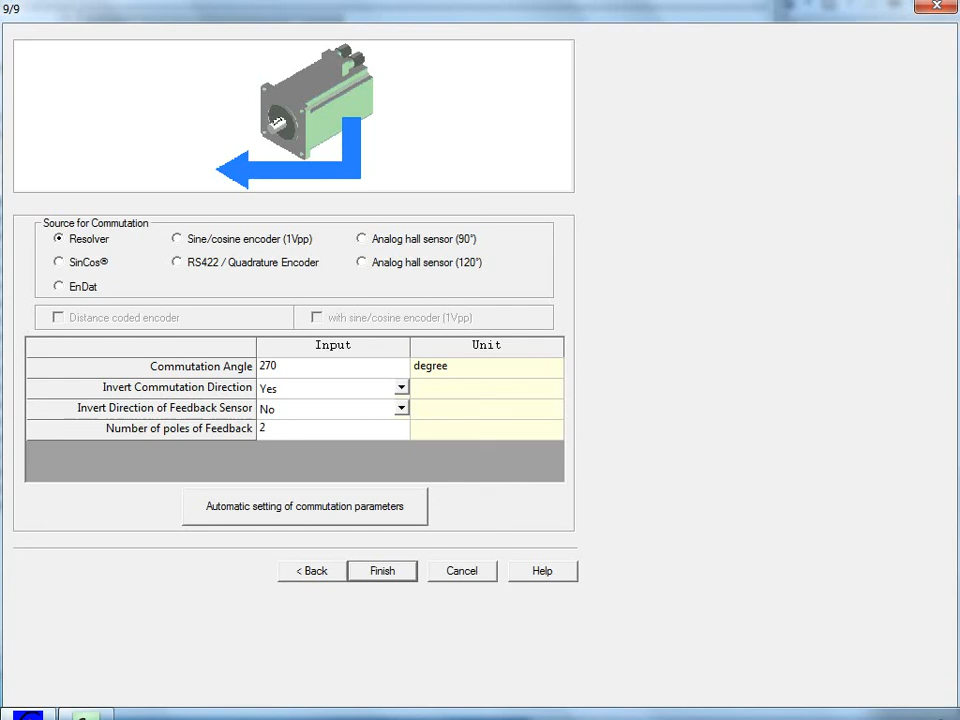 9/9
Source for Commutation
Resolver
Sine/cosine encoder (1Vpp)
Analog hall sensor (90°)
SinCos®
RS422 / Quadrature Encoder
Analog hall sensor (120°)
EnDat
Distance coded encoder
with sine/cosine encoder (1Vpp)
Input Unit
Commutation Angle 270 degree
Invert Commutation Direction Yes
Invert Direction of Feedback Sensor No
Number of poles of Feedback 2
Automatic setting of commutation parameters
< Back Finish Cancel Help